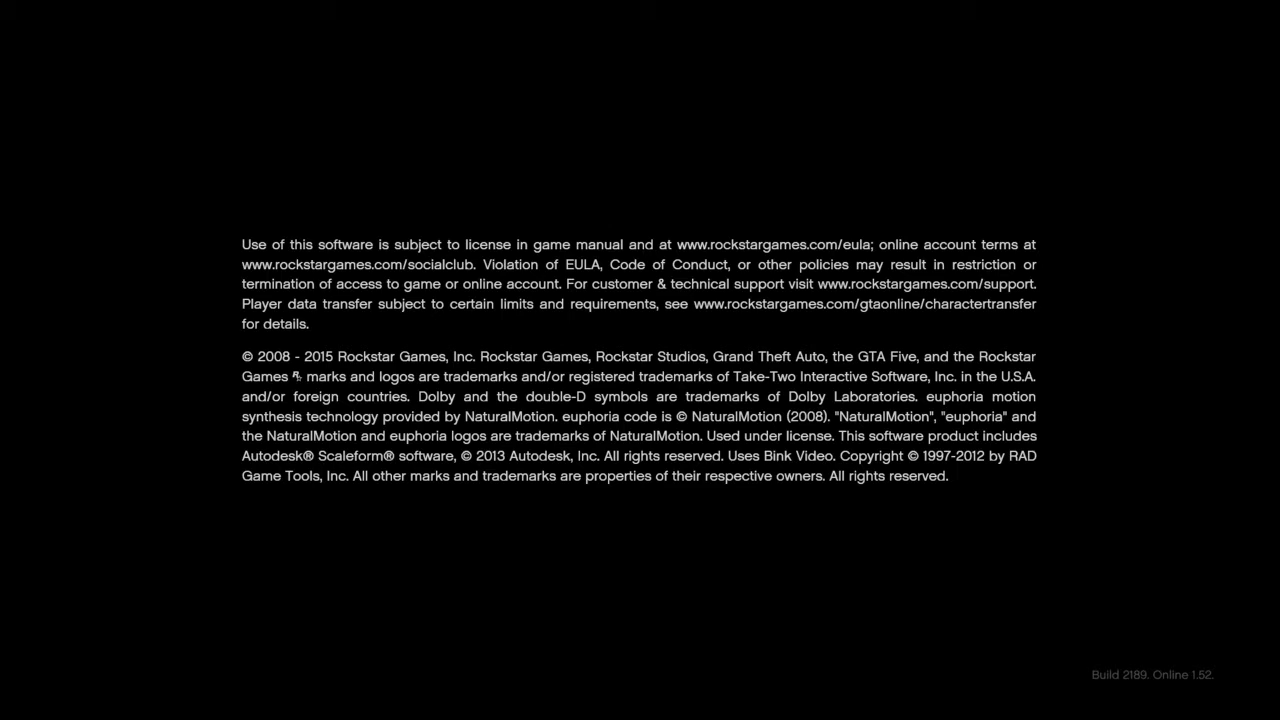 Use of this software is subject to license in game manual and at www.rockstargames.com/eula; online account terms at
www.rockstargames.com/socialclub. Violation of EULA, Code of Conduct, or other policies may result in restriction or
termination of access to game or online account. For customer & technical support visit www.rockstargames.com/support.
Player data transfer subject to certain limits and requirements, see www.rockstargames.com/gtaonline/charactertransfer
for details.
© 2008 - 2015 Rockstar Games, Inc. Rockstar Games, Rockstar Studios, Grand Theft Auto, the GTA Five, and the Rockstar
Games R* marks and logos are trademarks and/or registered trademarks of Take-Two Interactive Software, Inc. in the U.S.A.
and/or foreign countries. Dolby and the double-D symbols are trademarks of Dolby Laboratories. euphoria motion
synthesis technology provided by NaturalMotion. euphoria code is © NaturalMotion (2008). "NaturalMotion", "euphoria" and
the NaturalMotion and euphoria logos are trademarks of NaturalMotion. Used under license. This software product includes
Autodesk® Scaleform® software, © 2013 Autodesk, Inc. All rights reserved. Uses Bink Video. Copyright © 1997-2012 by RAD
Game Tools, Inc. All other marks and trademarks are properties of their respective owners. All rights reserved.
Build 2189. Online 1.52.